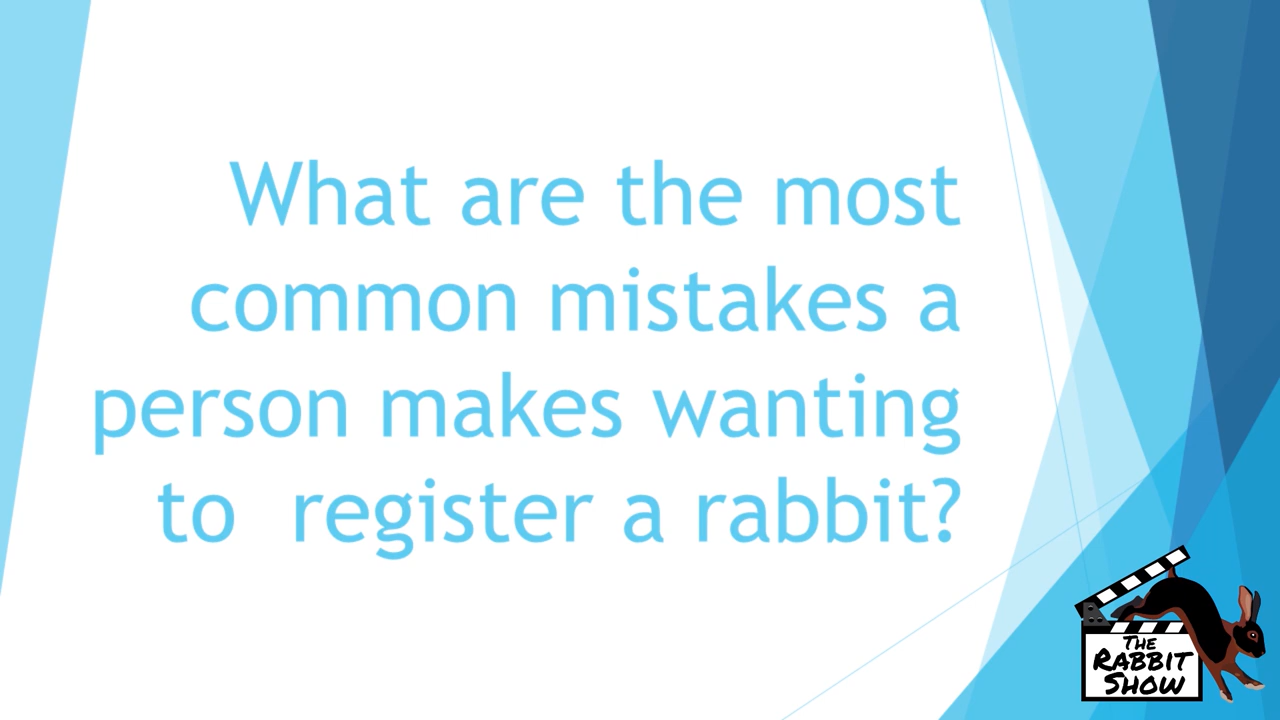 What are the most
common mistakes a
person makes wanting
to  register a rabbit?
THE
RABBIT
SHOW